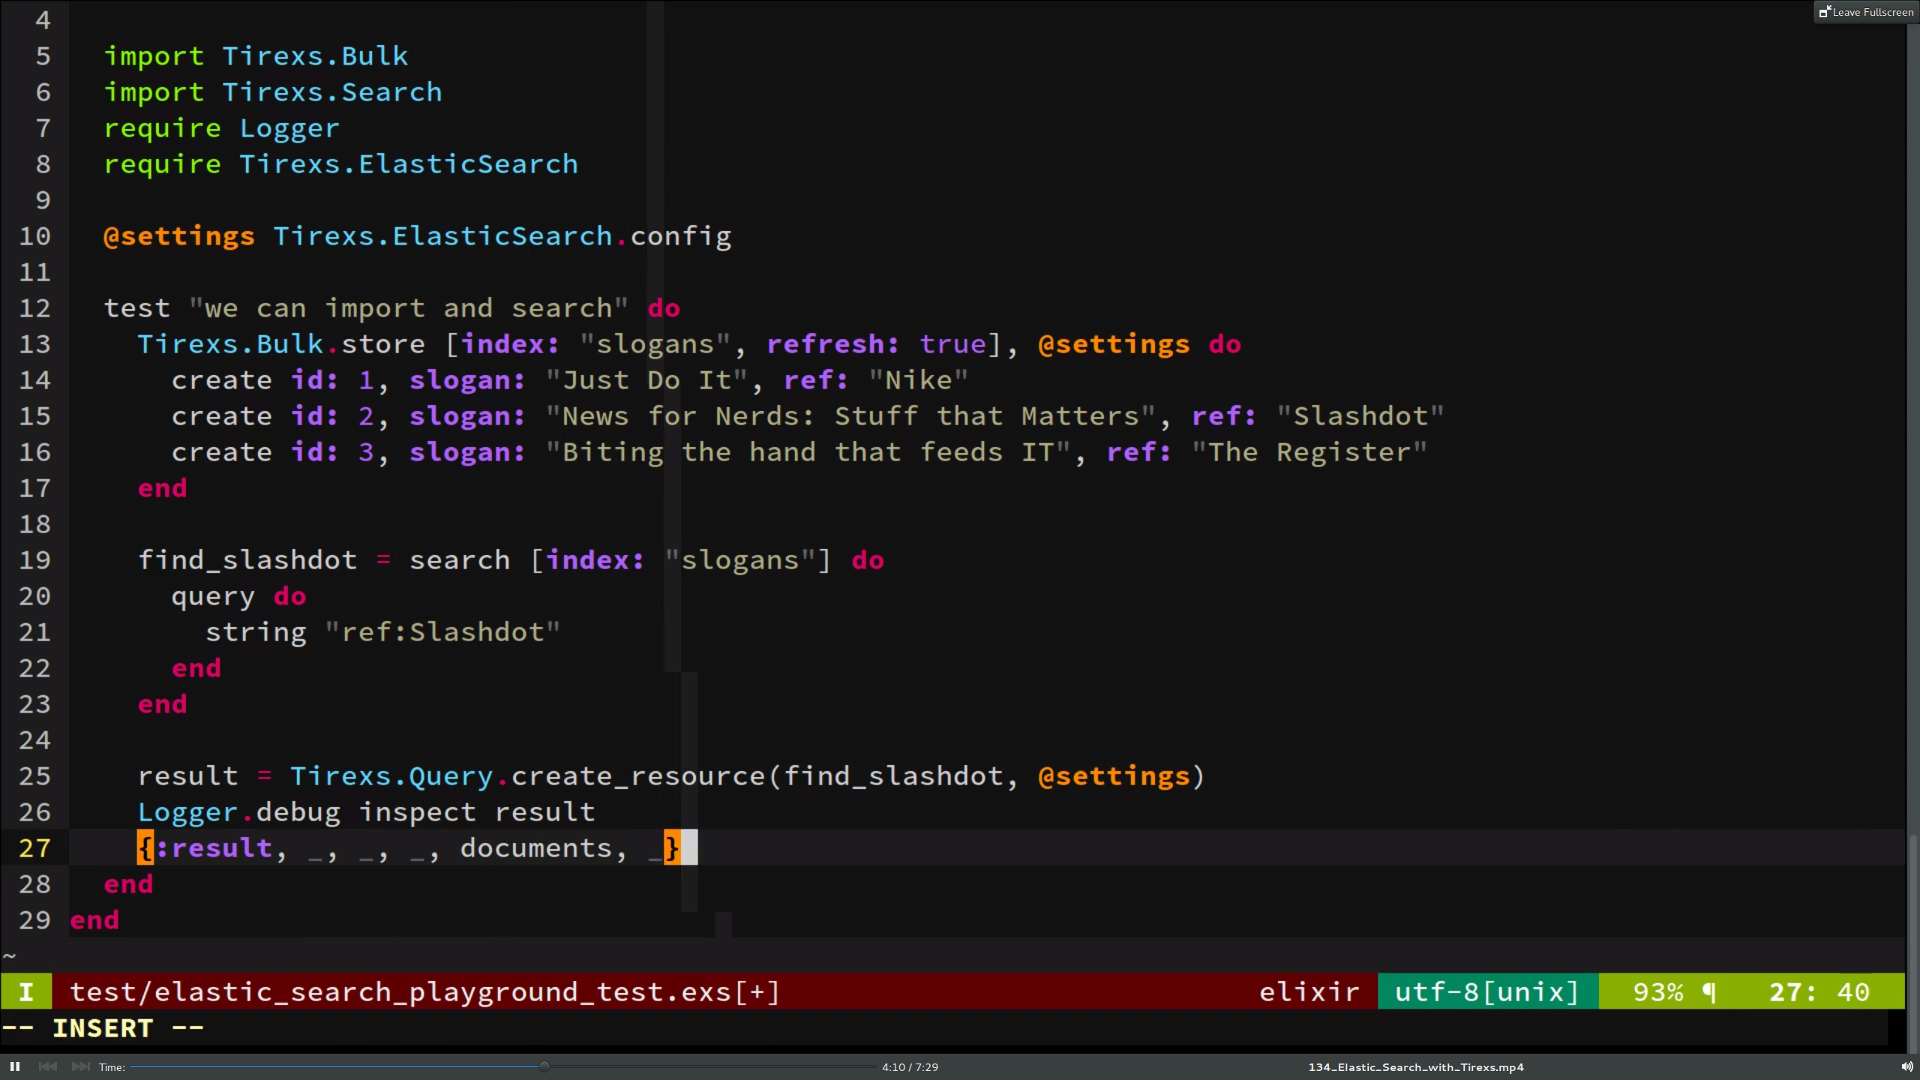 Leave Fullscreen
4
5 import Tirexs.Bulk
6 import Tirexs.Search
7 require Logger
8 require Tirexs.ElasticSearch
9
10 @settings Tirexs.ElasticSearch.config
11
12 test "we can import and search" do
13 Tirexs.Bulk.store [index: "slogans", refresh: true], @settings do
14 create id: 1, slogan: "Just Do It", ref: "Nike"
15 create id: 2, slogan: "News for Nerds: Stuff that Matters", ref: "Slashdot"
16 create id: 3, slogan: "Biting the hand that feeds IT", ref: "The Register"
17 end
18
19 find_slashdot = search [index: "slogans"] do
20 query do
21 string "ref:Slashdot"
22 end
23 end
24
25 result = Tirexs.Query.create_resource(find_slashdot, @settings)
26 Logger.debug inspect result
27 {:result, _, _, _, documents, _}
28 end
29 end
~
I test/elastic_search_playground_test.exs[+] elixir utf-8[unix] 93% ¶ 27: 40
-- INSERT --
Time: 4:10 / 7:29 134_Elastic_Search_with_Tirexs.mp4